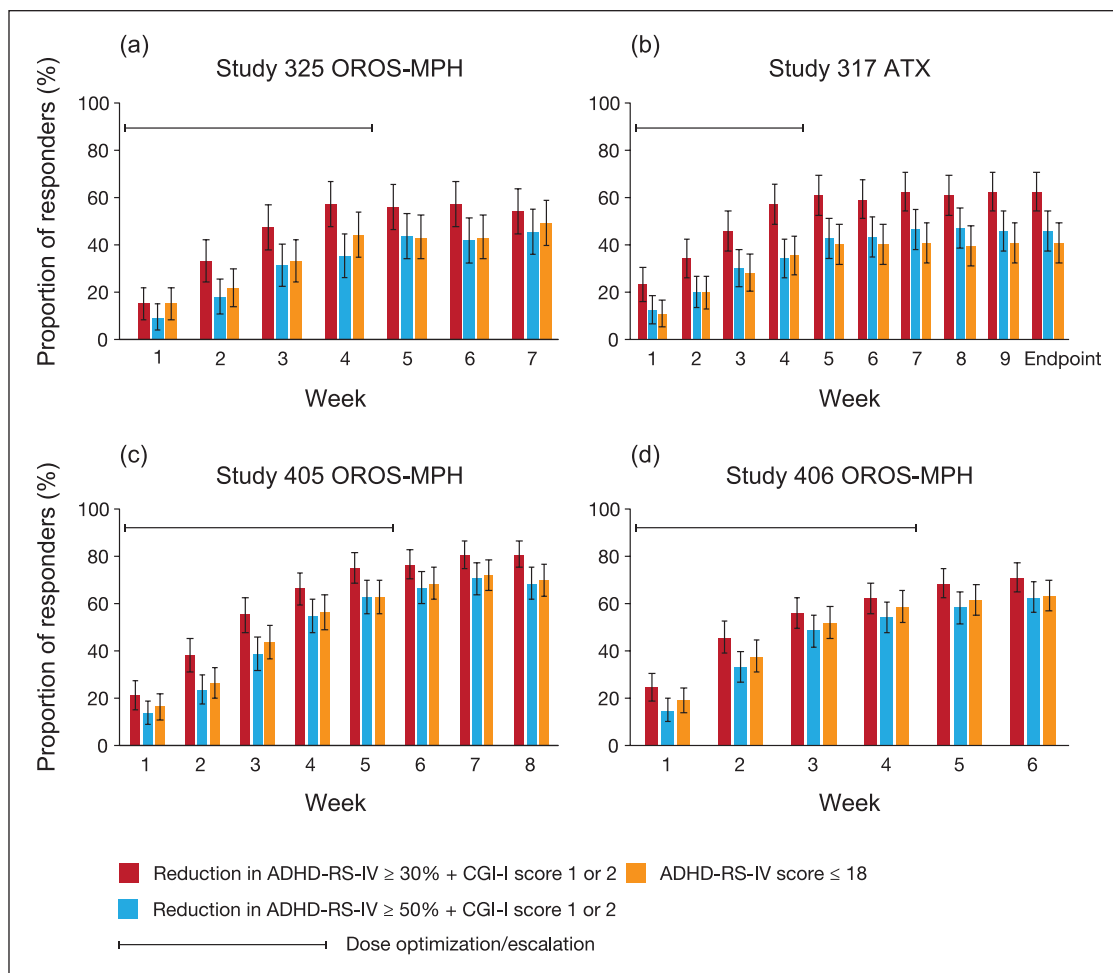 (a)
Study 325 OROS-MPH
Proportion of responders (%)
100
80
60
40
20
0
1 2 3 4 5 6 7
Week
(b)
Study 317 ATX
100
80
60
40
20
0
1 2 3 4 5 6 7 8 9 Endpoint
Week
(c)
Study 405 OROS-MPH
Proportion of responders (%)
100
80
60
40
20
0
1 2 3 4 5 6 7 8
Week
(d)
Study 406 OROS-MPH
100
80
60
40
20
0
1 2 3 4 5 6
Week
Reduction in ADHD-RS-IV ≥ 30% + CGI-I score 1 or 2
ADHD-RS-IV score ≤ 18
Reduction in ADHD-RS-IV ≥ 50% + CGI-I score 1 or 2
Dose optimization/escalation